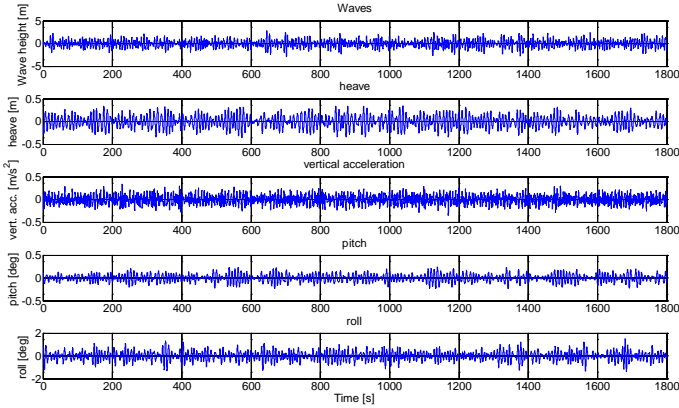 Waves
Wave height [m]
5
0
-5
0 200 400 600 800 1000 1200 1400 1600 1800
heave
heave [m]
0.5
0
-0.5
0 200 400 600 800 1000 1200 1400 1600 1800
vertical acceleration
vert. acc. [m/s²]
0.5
0
-0.5
0 200 400 600 800 1000 1200 1400 1600 1800
pitch
pitch [deg]
0.5
0
-0.5
0 200 400 600 800 1000 1200 1400 1600 1800
roll
roll [deg]
2
0
-2
0 200 400 600 800 1000 1200 1400 1600 1800
Time [s]